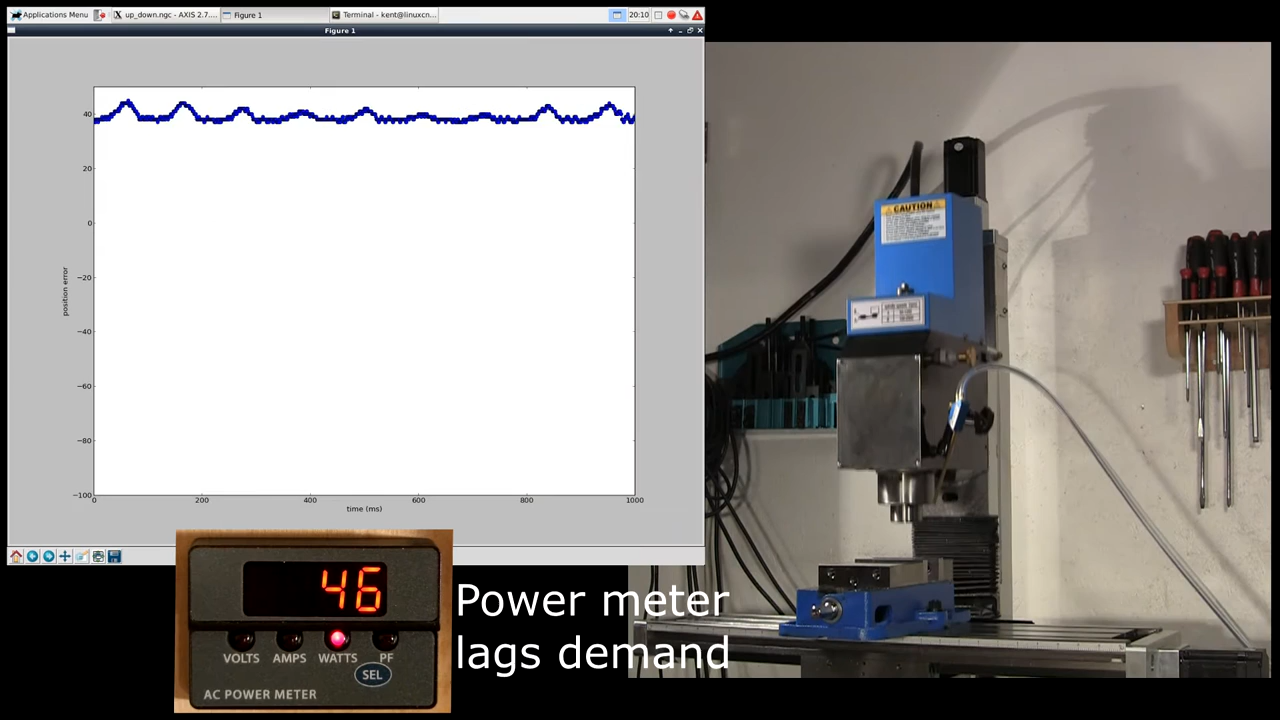 Applications Menu
up_down.ngc - AXIS 2.7....
Figure 1
Terminal - kent@linuxcn...
20:10
Figure 1
40
20
0
−20
−40
−60
−80
−100
0
200
400
600
800
1000
position error
time (ms)
CAUTION
46
VOLTS
AMPS
WATTS
PF
SEL
AC POWER METER
Power meter
lags demand